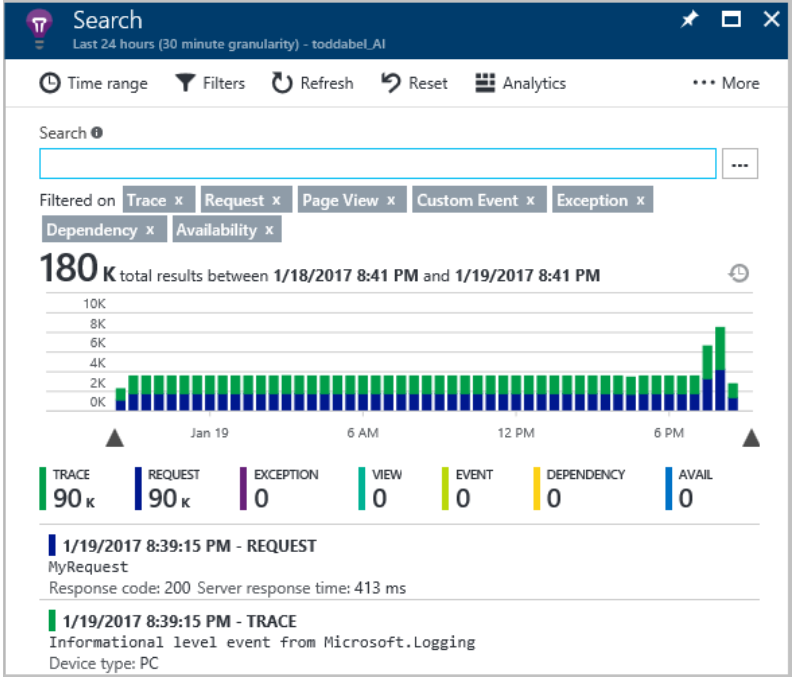 Search
Last 24 hours (30 minute granularity) - toddabel_AI
Time range Filters Refresh Reset Analytics ··· More
Search
...
Filtered on Trace x Request x Page View x Custom Event x Exception x
Dependency x Availability x
180 K total results between 1/18/2017 8:41 PM and 1/19/2017 8:41 PM
10K
8K
6K
4K
2K
0K
Jan 19 6 AM 12 PM 6 PM
TRACE REQUEST EXCEPTION VIEW EVENT DEPENDENCY AVAIL
90 K 90 K 0 0 0 0 0
1/19/2017 8:39:15 PM - REQUEST
MyRequest
Response code: 200 Server response time: 413 ms
1/19/2017 8:39:15 PM - TRACE
Informational level event from Microsoft.Logging
Device type: PC